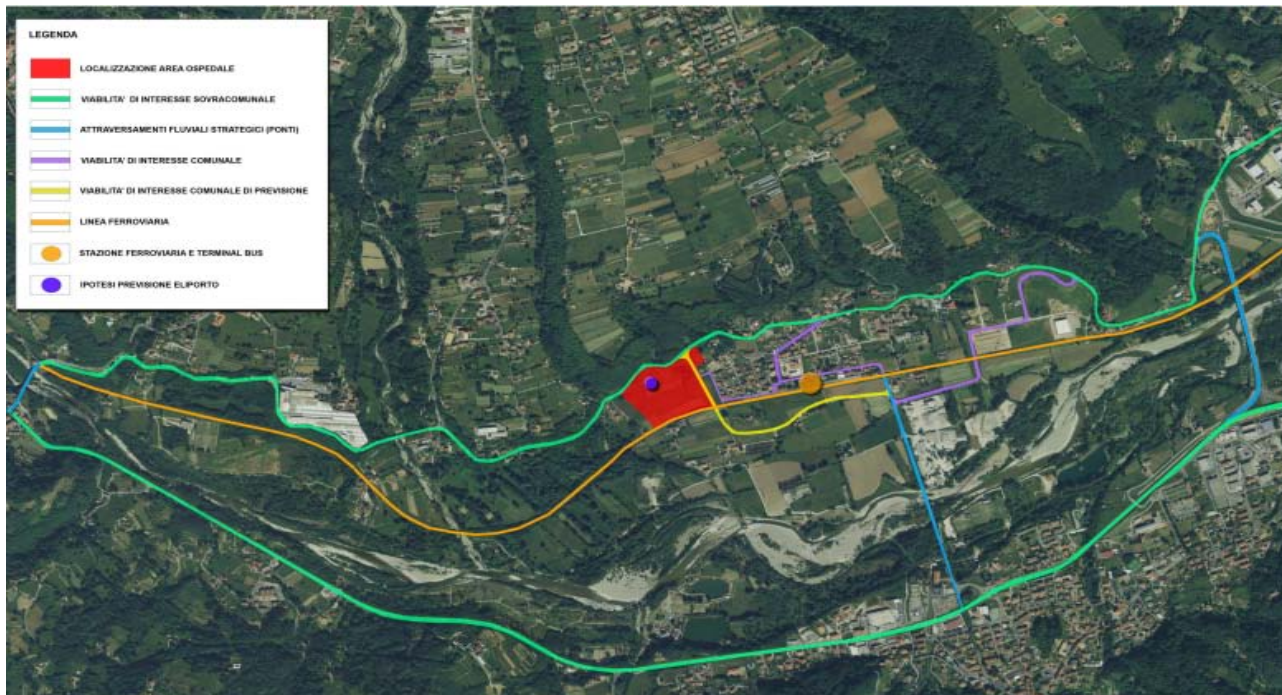 LEGENDA
LOCALIZZAZIONE AREA OSPEDALE
VIABILITA' DI INTERESSE SOVRACOMUNALE
ATTRAVERSAMENTI FLUVIALI STRATEGICI (PONTI)
VIABILITA' DI INTERESSE COMUNALE
VIABILITA' DI INTERESSE COMUNALE DI PREVISIONE
LINEA FERROVIARIA
STAZIONE FERROVIARIA E TERMINAL BUS
IPOTESI PREVISIONE ELIPORTO